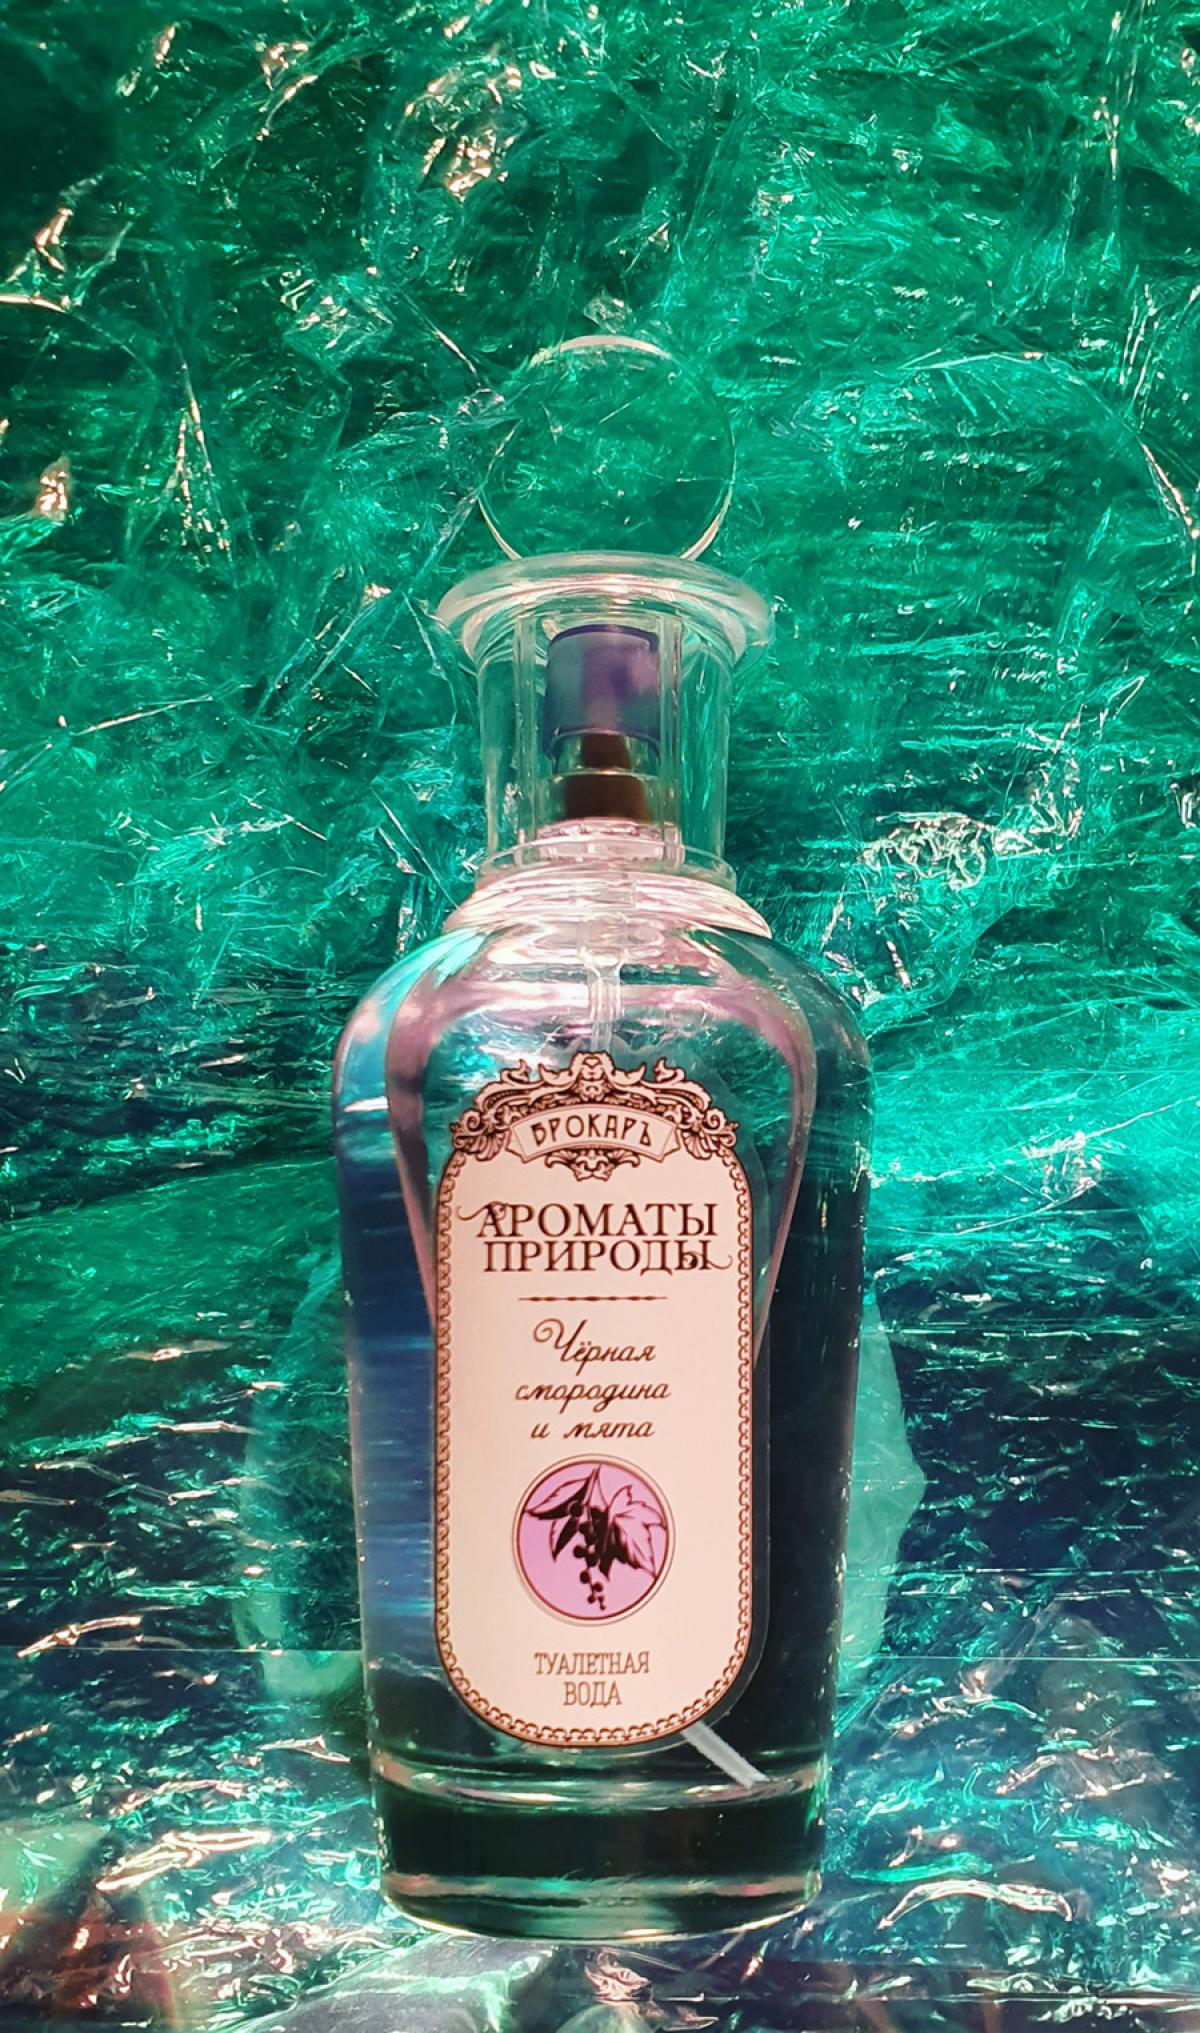 БРОКАРЪ
АРОМАТЫ
ПРИРОДЫ
Чёрная
смородина
и мята
ТУАЛЕТНАЯ
ВОДА